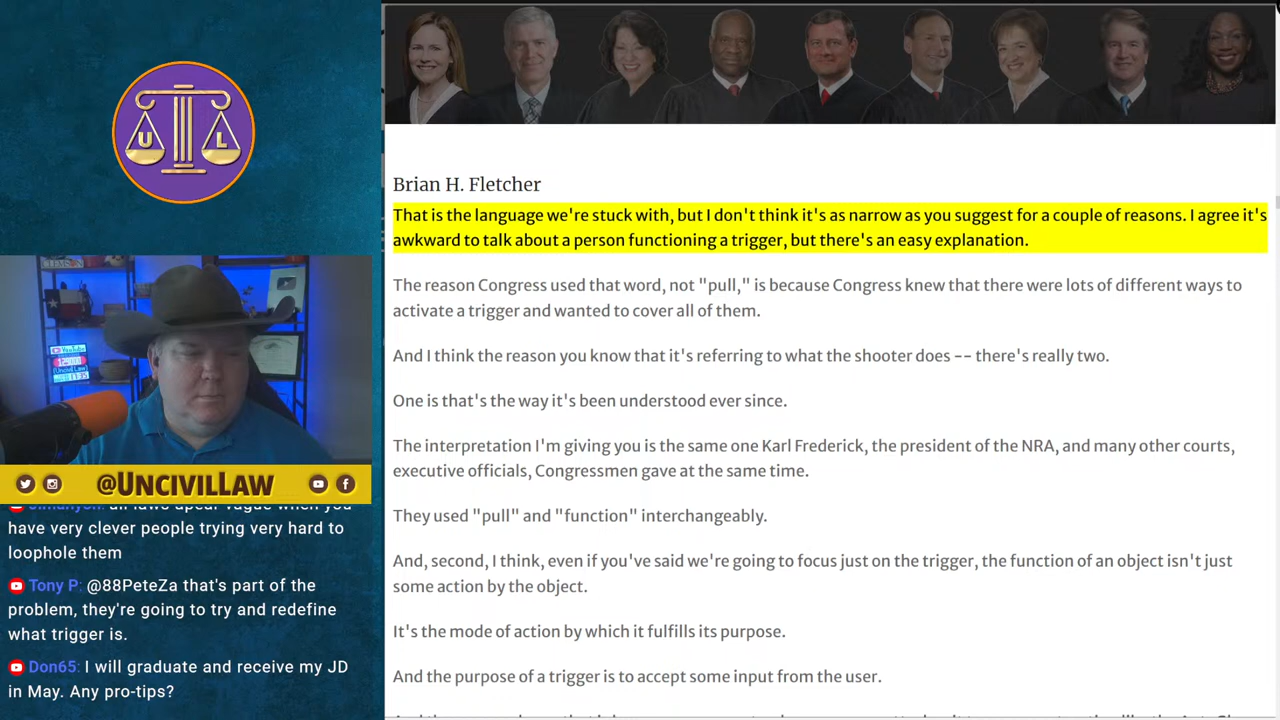 U L
@UNCIVILLAW
all laws apear vague when you
have very clever people trying very hard to
loophole them
Tony P: @88PeteZa that's part of the
problem, they're going to try and redefine
what trigger is.
Don65: I will graduate and receive my JD
in May. Any pro-tips?
Brian H. Fletcher
That is the language we're stuck with, but I don't think it's as narrow as you suggest for a couple of reasons. I agree it's
awkward to talk about a person functioning a trigger, but there's an easy explanation.
The reason Congress used that word, not "pull," is because Congress knew that there were lots of different ways to
activate a trigger and wanted to cover all of them.
And I think the reason you know that it's referring to what the shooter does -- there's really two.
One is that's the way it's been understood ever since.
The interpretation I'm giving you is the same one Karl Frederick, the president of the NRA, and many other courts,
executive officials, Congressmen gave at the same time.
They used "pull" and "function" interchangeably.
And, second, I think, even if you've said we're going to focus just on the trigger, the function of an object isn't just
some action by the object.
It's the mode of action by which it fulfills its purpose.
And the purpose of a trigger is to accept some input from the user.